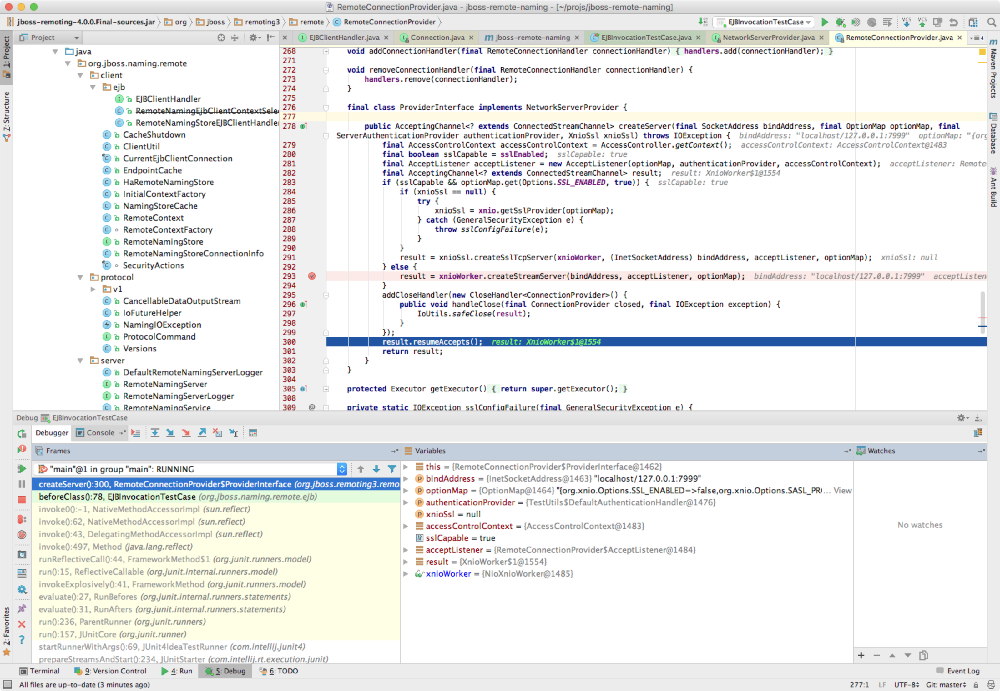 RemoteConnectionProvider.java - jboss-remote-naming - [~/projs/jboss-remote-naming]
jboss-remoting-4.0.0.Final-sources.jar org jboss remoting3 remote RemoteConnectionProvider
EJBInvocationTestCase
VCS VCS
Project
EJBClientHandler.java Connection.java jboss-remote-naming EJBInvocationTestCase.java NetworkServerProvider.java RemoteConnectionProvider.java 4
1: Project
Z: Structure
2: Favorites
Maven Projects
Database
Ant Build
java
org.jboss.naming.remote
client
ejb
EJBClientHandler
RemoteNamingEjbClientContextSele
RemoteNamingStoreEJBClientHandler
CacheShutdown
ClientUtil
CurrentEjbClientConnection
EndpointCache
HaRemoteNamingStore
InitialContextFactory
NamingStoreCache
RemoteContext
RemoteContextFactory
RemoteNamingStore
RemoteNamingStoreConnectionInfo
SecurityActions
protocol
v1
CancellableDataOutputStream
IoFutureHelper
NamingIOException
ProtocolCommand
Versions
server
DefaultRemoteNamingServerLogger
RemoteNamingServer
RemoteNamingServerLogger
RemoteNamingService
268 void addConnectionHandler(final RemoteConnectionHandler connectionHandler) { handlers.add(connectionHandler); }
271
272 void removeConnectionHandler(final RemoteConnectionHandler connectionHandler) {
273 handlers.remove(connectionHandler);
274 }
275
276 final class ProviderInterface implements NetworkServerProvider {
277
278 public AcceptingChannel<? extends ConnectedStreamChannel> createServer(final SocketAddress bindAddress, final OptionMap optionMap, final
ServerAuthenticationProvider authenticationProvider, XnioSsl xnioSsl) throws IOException { bindAddress: "localhost/127.0.0.1:7999" optionMap: "{org
279 final AccessControlContext accessControlContext = AccessController.getContext(); accessControlContext: AccessControlContext@1483
280 final boolean sslCapable = sslEnabled; sslCapable: true
281 final AcceptListener acceptListener = new AcceptListener(optionMap, authenticationProvider, accessControlContext); acceptListener: Remote
282 final AcceptingChannel<? extends ConnectedStreamChannel> result; result: XnioWorker$1@1554
283 if (sslCapable && optionMap.get(Options.SSL_ENABLED, true)) { sslCapable: true
284 if (xnioSsl == null) {
285 try {
286 xnioSsl = xnio.getSslProvider(optionMap);
287 } catch (GeneralSecurityException e) {
288 throw sslConfigFailure(e);
289 }
290 }
291 result = xnioSsl.createSslTcpServer(xnioWorker, (InetSocketAddress) bindAddress, acceptListener, optionMap); xnioSsl: null
292 } else {
293 result = xnioWorker.createStreamServer(bindAddress, acceptListener, optionMap); bindAddress: "localhost/127.0.0.1:7999" acceptListen
294 }
295 addCloseHandler(new CloseHandler<ConnectionProvider>() {
296 public void handleClose(final ConnectionProvider closed, final IOException exception) {
297 IoUtils.safeClose(result);
298 }
299 });
300 result.resumeAccepts(); result: XnioWorker$1@1554
301 return result;
302 }
303 }
304
305 protected Executor getExecutor() { return super.getExecutor(); }
308
309 @ private static IOException sslConfigFailure(final GeneralSecurityException e) {
Debug EJBInvocationTestCase
Debugger Console
Frames
"main"@1 in group "main": RUNNING
createServer():300, RemoteConnectionProvider$ProviderInterface (org.jboss.remoting3.remo
beforeClass():78, EJBInvocationTestCase (org.jboss.naming.remote.ejb)
invoke0():-1, NativeMethodAccessorImpl (sun.reflect)
invoke():62, NativeMethodAccessorImpl (sun.reflect)
invoke():43, DelegatingMethodAccessorImpl (sun.reflect)
invoke():497, Method (java.lang.reflect)
runReflectiveCall():44, FrameworkMethod$1 (org.junit.runners.model)
run():15, ReflectiveCallable (org.junit.internal.runners.model)
invokeExplosively():41, FrameworkMethod (org.junit.runners.model)
evaluate():27, RunBefores (org.junit.internal.runners.statements)
evaluate():31, RunAfters (org.junit.internal.runners.statements)
run():236, ParentRunner (org.junit.runners)
run():157, JUnitCore (org.junit.runner)
startRunnerWithArgs():69, JUnit4IdeaTestRunner (com.intellij.junit4)
prepareStreamsAndStart():234, JUnitStarter (com.intellij.rt.execution.junit)
Variables
this = {RemoteConnectionProvider$ProviderInterface@1462}
bindAddress = {InetSocketAddress@1463} "localhost/127.0.0.1:7999"
optionMap = {OptionMap@1464} "{org.xnio.Options.SSL_ENABLED=>false,org.xnio.Options.SASL_PR(... View
authenticationProvider = {TestUtils$DefaultAuthenticationHandler@1476}
xnioSsl = null
accessControlContext = {AccessControlContext@1483}
sslCapable = true
acceptListener = {RemoteConnectionProvider$AcceptListener@1484}
result = {XnioWorker$1@1554}
xnioWorker = {NioXnioWorker@1485}
Watches
No watches
Terminal 9: Version Control 4: Run 5: Debug 6: TODO Event Log
All files are up-to-date (3 minutes ago) 277:1 LF UTF-8 Git: master